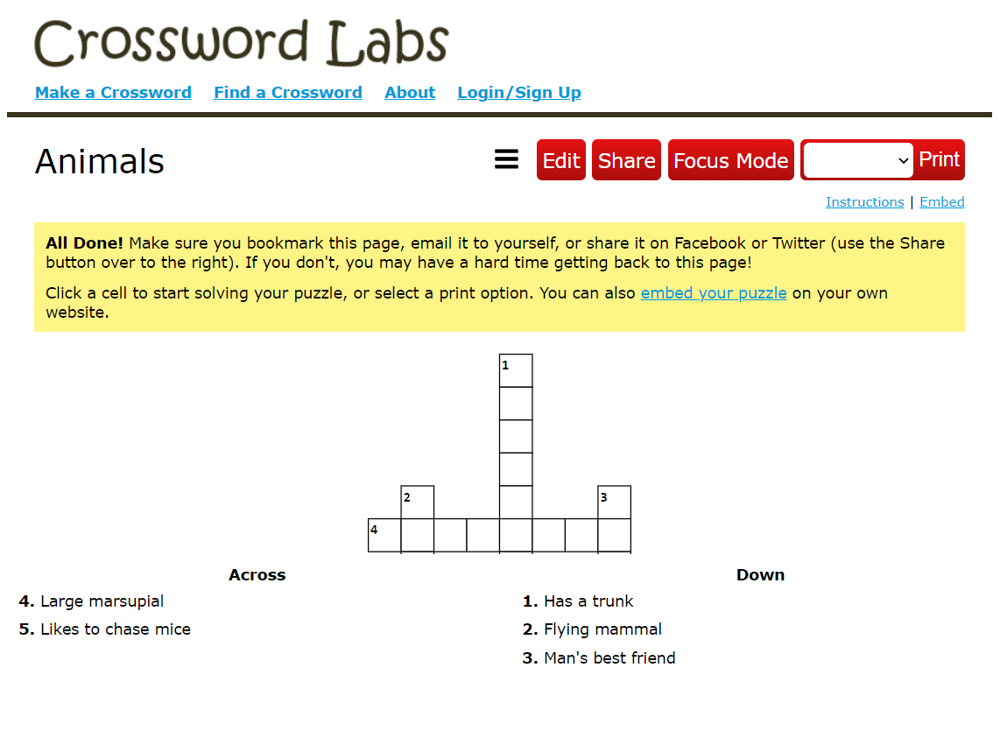 Crossword Labs
Make a Crossword Find a Crossword About Login/Sign Up
Animals
Edit Share Focus Mode Print
Instructions | Embed
All Done! Make sure you bookmark this page, email it to yourself, or share it on Facebook or Twitter (use the Share
button over to the right). If you don't, you may have a hard time getting back to this page!
Click a cell to start solving your puzzle, or select a print option. You can also embed your puzzle on your own
website.
1
2 3
4
Across
4. Large marsupial
5. Likes to chase mice
Down
1. Has a trunk
2. Flying mammal
3. Man's best friend